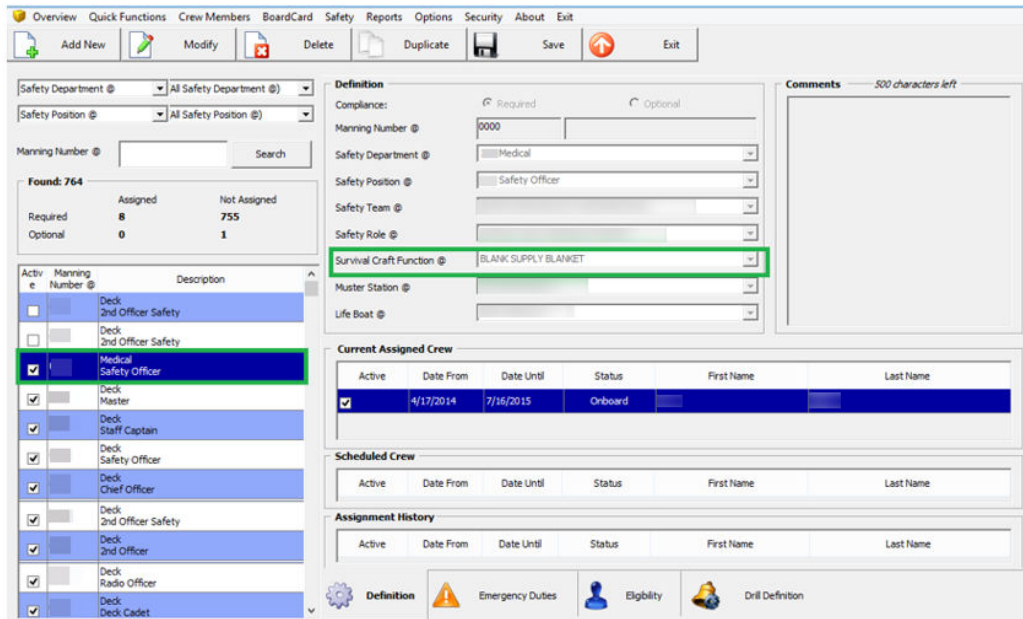 Overview Quick Functions Crew Members BoardCard Safety Reports Options Security About Exit
Add New Modify Delete Duplicate Save Exit
Safety Department @ All Safety Department @)
Safety Position @ All Safety Position @)
Manning Number @ Search
Found: 764
Assigned Not Assigned
Required 8 755
Optional 0 1
Activ
e
Manning
Number @
Description
Deck
2nd Officer Safety
Deck
2nd Officer Safety
Medical
Safety Officer
Deck
Master
Deck
Staff Captain
Deck
Safety Officer
Deck
Chief Officer
Deck
2nd Officer Safety
Deck
2nd Officer
Deck
Radio Officer
Deck
Deck Cadet
Definition
Compliance: Required Optional
Manning Number @ 0000
Safety Department @ Medical
Safety Position @ Safety Officer
Safety Team @
Safety Role @
Survival Craft Function @ BLANK SUPPLY BLANKET
Muster Station @
Life Boat @
Comments 500 characters left
Current Assigned Crew
Active Date From Date Until Status First Name Last Name
4/17/2014 7/16/2015 Onboard
Scheduled Crew
Active Date From Date Until Status First Name Last Name
Assignment History
Active Date From Date Until Status First Name Last Name
Definition Emergency Duties Eligibility Drill Definition